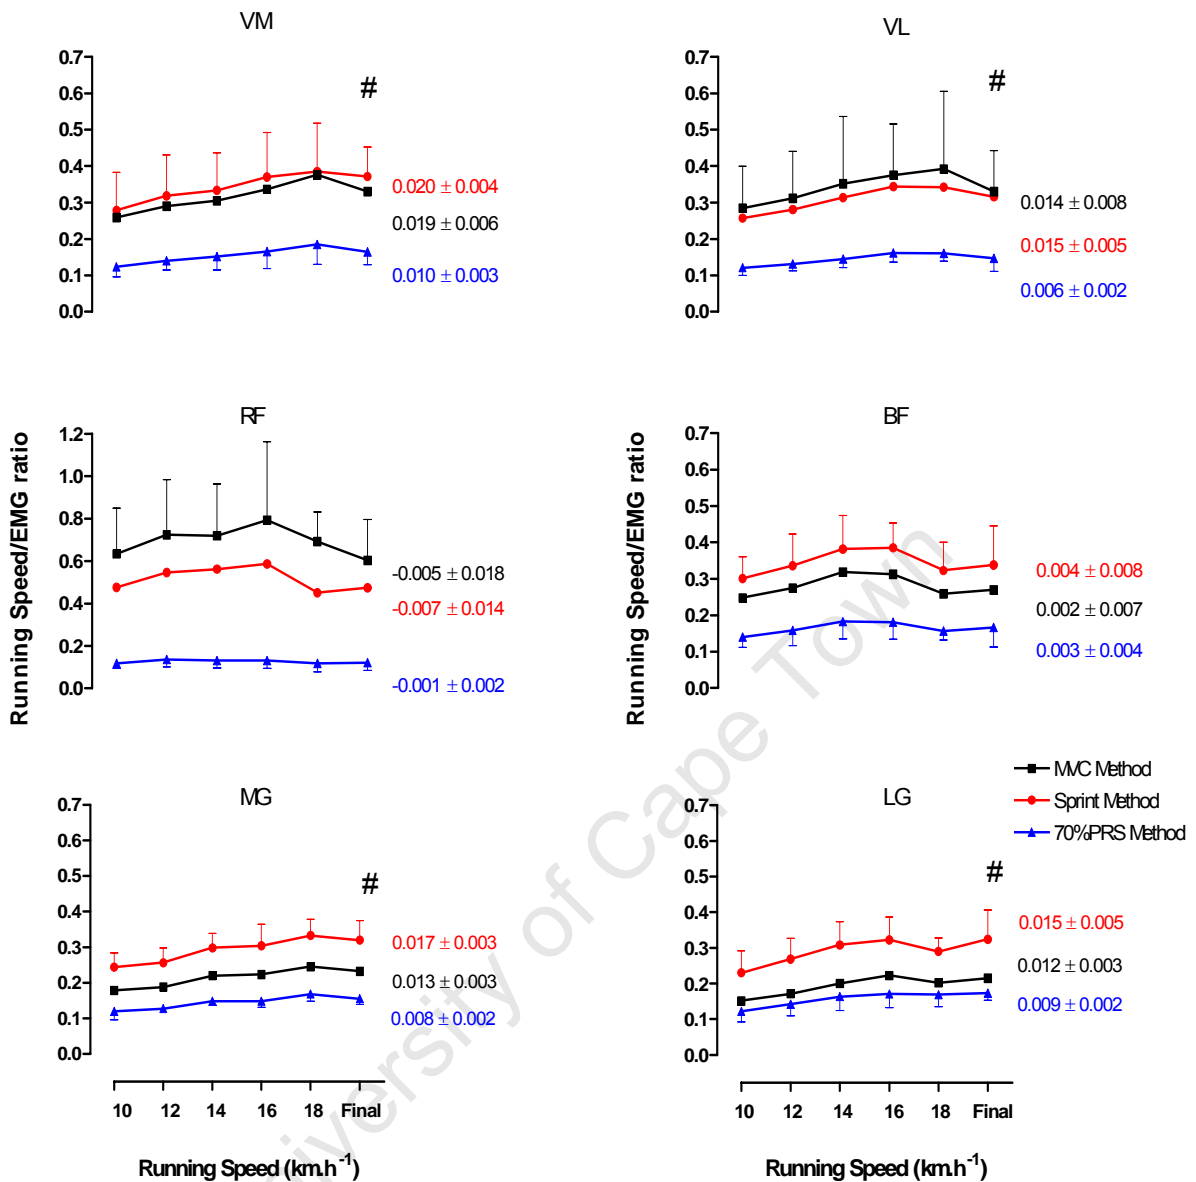 VM
0.7
0.6
0.5
0.4
0.3
0.2
0.1
0.0
#
0.020 ± 0.004
0.019 ± 0.006
0.010 ± 0.003
VL
0.7
0.6
0.5
0.4
0.3
0.2
0.1
0.0
#
0.014 ± 0.008
0.015 ± 0.005
0.006 ± 0.002
RF
Running Speed/EMG ratio
1.2
1.0
0.8
0.6
0.4
0.2
0.0
-0.005 ± 0.018
-0.007 ± 0.014
-0.001 ± 0.002
BF
Running Speed/EMG ratio
0.7
0.6
0.5
0.4
0.3
0.2
0.1
0.0
0.004 ± 0.008
0.002 ± 0.007
0.003 ± 0.004
MVC Method
Sprint Method
70%PRS Method
MG
0.7
0.6
0.5
0.4
0.3
0.2
0.1
0.0
#
0.017 ± 0.003
0.013 ± 0.003
0.008 ± 0.002
10 12 14 16 18 Final
Running Speed (km.h-1)
LG
0.7
0.6
0.5
0.4
0.3
0.2
0.1
0.0
#
0.015 ± 0.005
0.012 ± 0.003
0.009 ± 0.002
10 12 14 16 18 Final
Running Speed (km.h-1)
versity of Cape Town